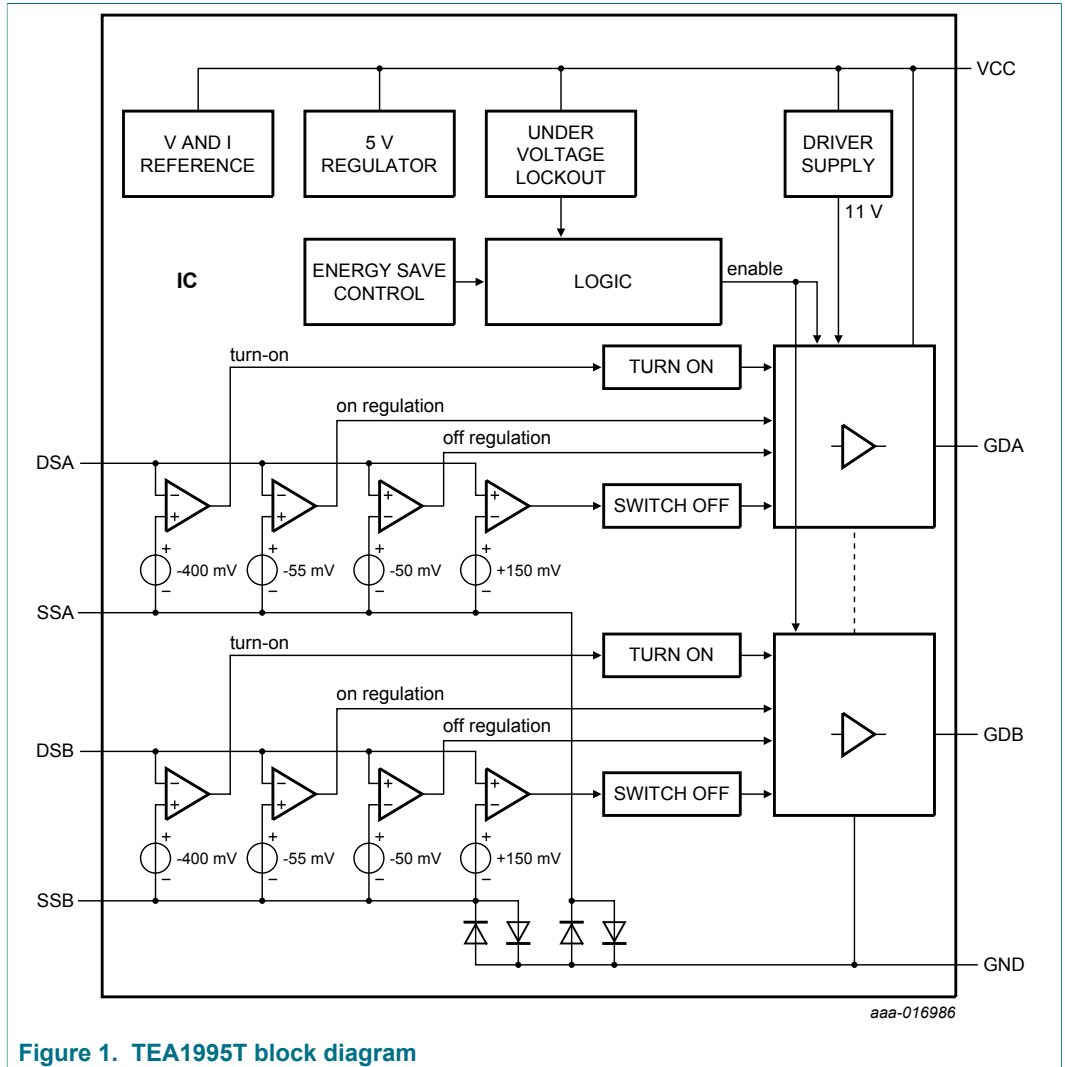 VCC
V AND I
REFERENCE
5 V
REGULATOR
UNDER
VOLTAGE
LOCKOUT
DRIVER
SUPPLY
11 V
IC
ENERGY SAVE
CONTROL
LOGIC
enable
turn-on
TURN ON
on regulation
off regulation
DSA
GDA
− − + +
+ + − −
SWITCH OFF
+ + + +
-400 mV -55 mV -50 mV +150 mV
− − − −
SSA
turn-on
TURN ON
on regulation
off regulation
DSB
GDB
− − + +
+ + − −
SWITCH OFF
+ + + +
-400 mV -55 mV -50 mV +150 mV
− − − −
SSB
GND
aaa-016986
Figure 1. TEA1995T block diagram